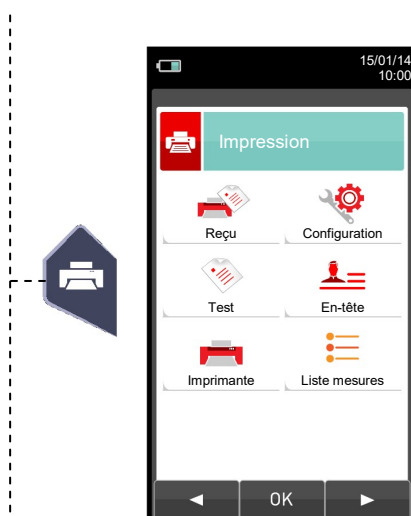 15/01/14
10:00
Impression
Reçu
Configuration
Test
En-tête
Imprimante
Liste mesures
OK